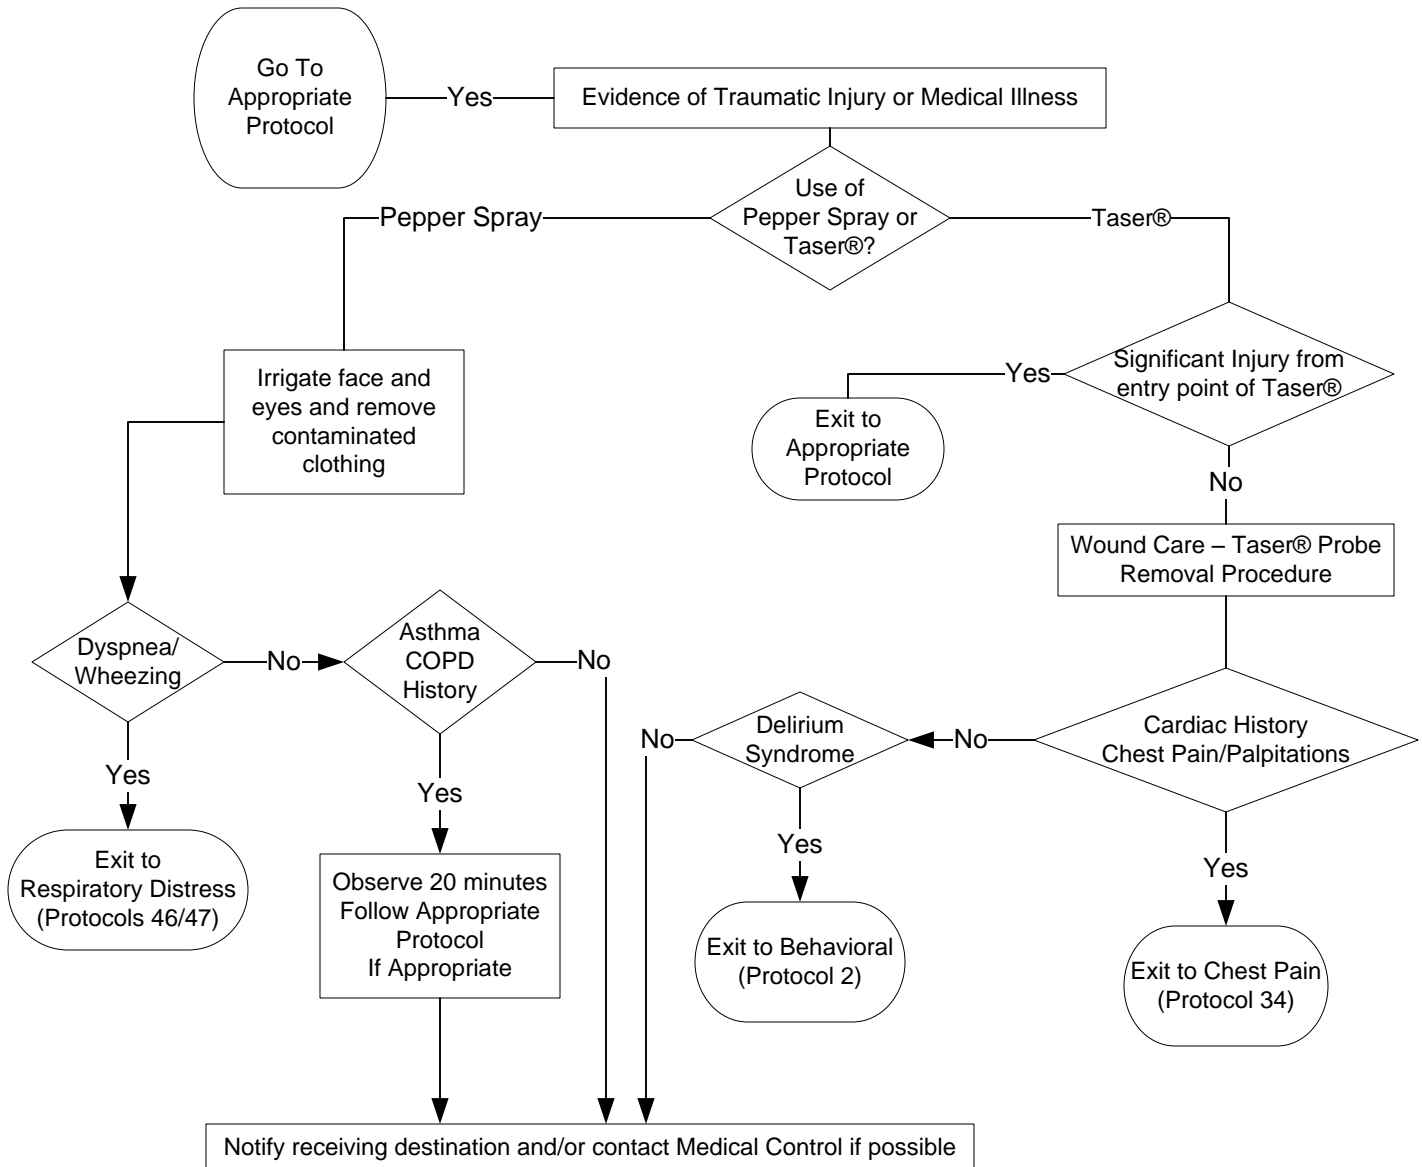 Go To
Appropriate
Protocol
Yes
Evidence of Traumatic Injury or Medical Illness
Use of
Pepper Spray or
Taser®?
Pepper Spray
Taser®
Irrigate face and
eyes and remove
contaminated
clothing
Significant Injury from
entry point of Taser®
Yes
Exit to
Appropriate
Protocol
No
Wound Care – Taser® Probe
Removal Procedure
Dyspnea/
Wheezing
No
Asthma
COPD
History
No
Cardiac History
Chest Pain/Palpitations
No
Delirium
Syndrome
No
Yes
Exit to
Respiratory Distress
(Protocols 46/47)
Yes
Observe 20 minutes
Follow Appropriate
Protocol
If Appropriate
Yes
Exit to Behavioral
(Protocol 2)
Yes
Exit to Chest Pain
(Protocol 34)
Notify receiving destination and/or contact Medical Control if possible